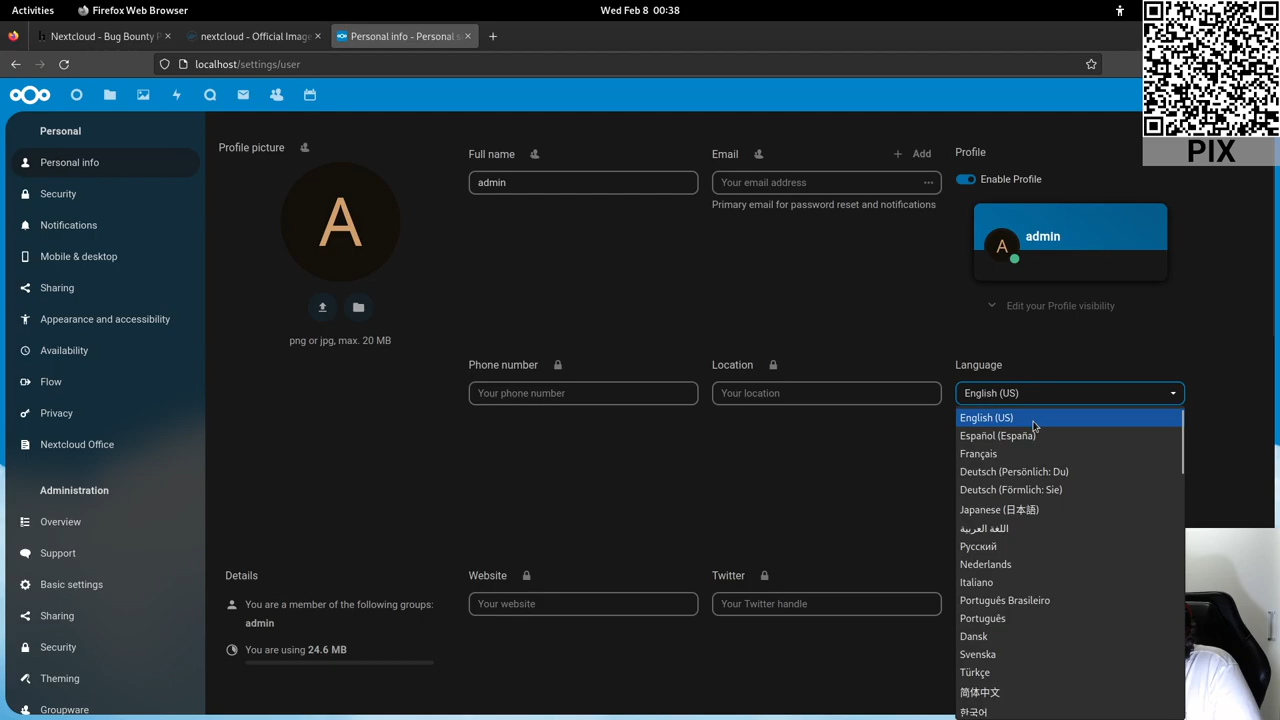 Activities
Firefox Web Browser
Wed Feb 8 00:38
Nextcloud - Bug Bounty P
nextcloud - Official Image
Personal info - Personal s
localhost/settings/user
PIX
Personal
Personal info
Security
Notifications
Mobile & desktop
Sharing
Appearance and accessibility
Availability
Flow
Privacy
Nextcloud Office
Administration
Overview
Support
Basic settings
Sharing
Security
Theming
Groupware
Profile picture
A
png or jpg, max. 20 MB
Details
You are a member of the following groups:
admin
You are using 24.6 MB
Full name
admin
Email
Add
Your email address
Primary email for password reset and notifications
Profile
Enable Profile
A
admin
Edit your Profile visibility
Phone number
Your phone number
Location
Your location
Website
Your website
Twitter
Your Twitter handle
Language
English (US)
English (US)
Español (España)
Français
Deutsch (Persönlich: Du)
Deutsch (Förmlich: Sie)
Japanese (日本語)
اللغة العربية
Русский
Nederlands
Italiano
Português Brasileiro
Português
Dansk
Svenska
Türkçe
简体中文
한국어